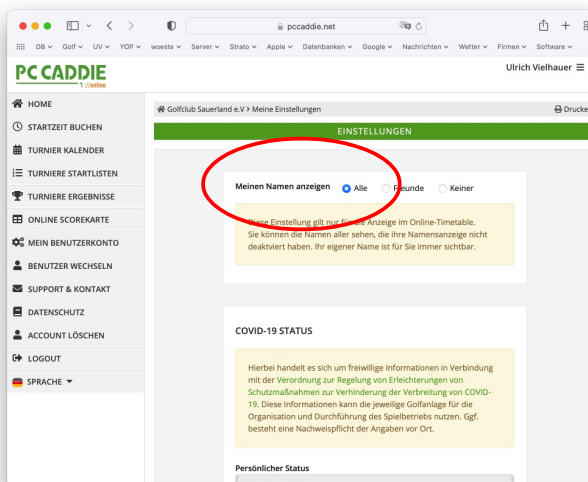 pccaddie.net
DB Golf UV YOP woeste Server Strato Apple Datenbanken Google Nachrichten Wetter Firmen Software
PC CADDIE
://online
Ulrich Vielhauer
HOME
STARTZEIT BUCHEN
TURNIER KALENDER
TURNIERE STARTLISTEN
TURNIERE ERGEBNISSE
ONLINE SCOREKARTE
MEIN BENUTZERKONTO
BENUTZER WECHSELN
SUPPORT & KONTAKT
DATENSCHUTZ
ACCOUNT LÖSCHEN
LOGOUT
SPRACHE
Golfclub Sauerland e.V > Meine Einstellungen
Drucke
EINSTELLUNGEN
Meinen Namen anzeigen Alle Freunde Keiner
Diese Einstellung gilt nur für die Anzeige im Online-Timetable.
Sie können die Namen aller sehen, die ihre Namensanzeige nicht
deaktviert haben. Ihr eigener Name ist für Sie immer sichtbar.
COVID-19 STATUS
Hierbei handelt es sich um freiwillige Informationen in Verbindung
mit der Verordnung zur Regelung von Erleichterungen von
Schutzmaßnahmen zur Verhinderung der Verbreitung von COVID-
19. Diese Informationen kann die jeweilige Golfanlage für die
Organisation und Durchführung des Spielbetriebs nutzen. Ggf.
besteht eine Nachweispflicht der Angaben vor Ort.
Persönlicher Status